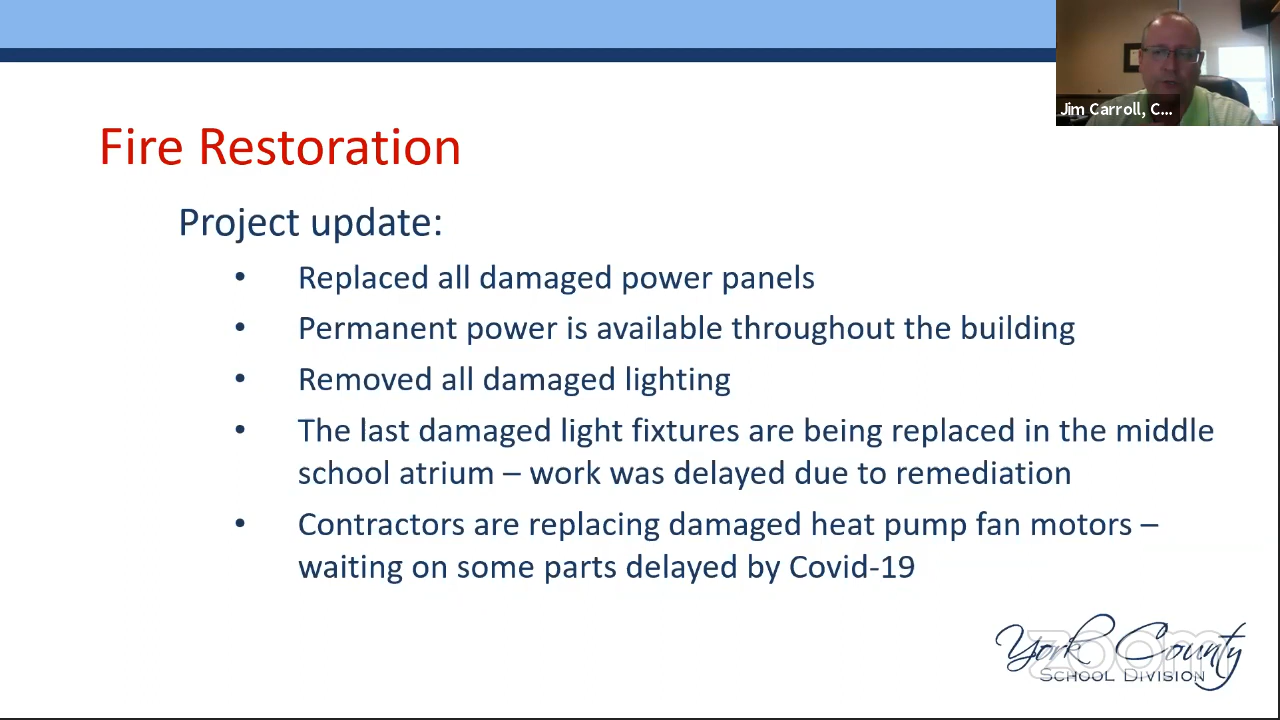 Jim Carroll, C...
Fire Restoration
Project update:
• Replaced all damaged power panels
• Permanent power is available throughout the building
• Removed all damaged lighting
• The last damaged light fixtures are being replaced in the middle
school atrium – work was delayed due to remediation
• Contractors are replacing damaged heat pump fan motors –
waiting on some parts delayed by Covid-19
York County
zoom
School Division